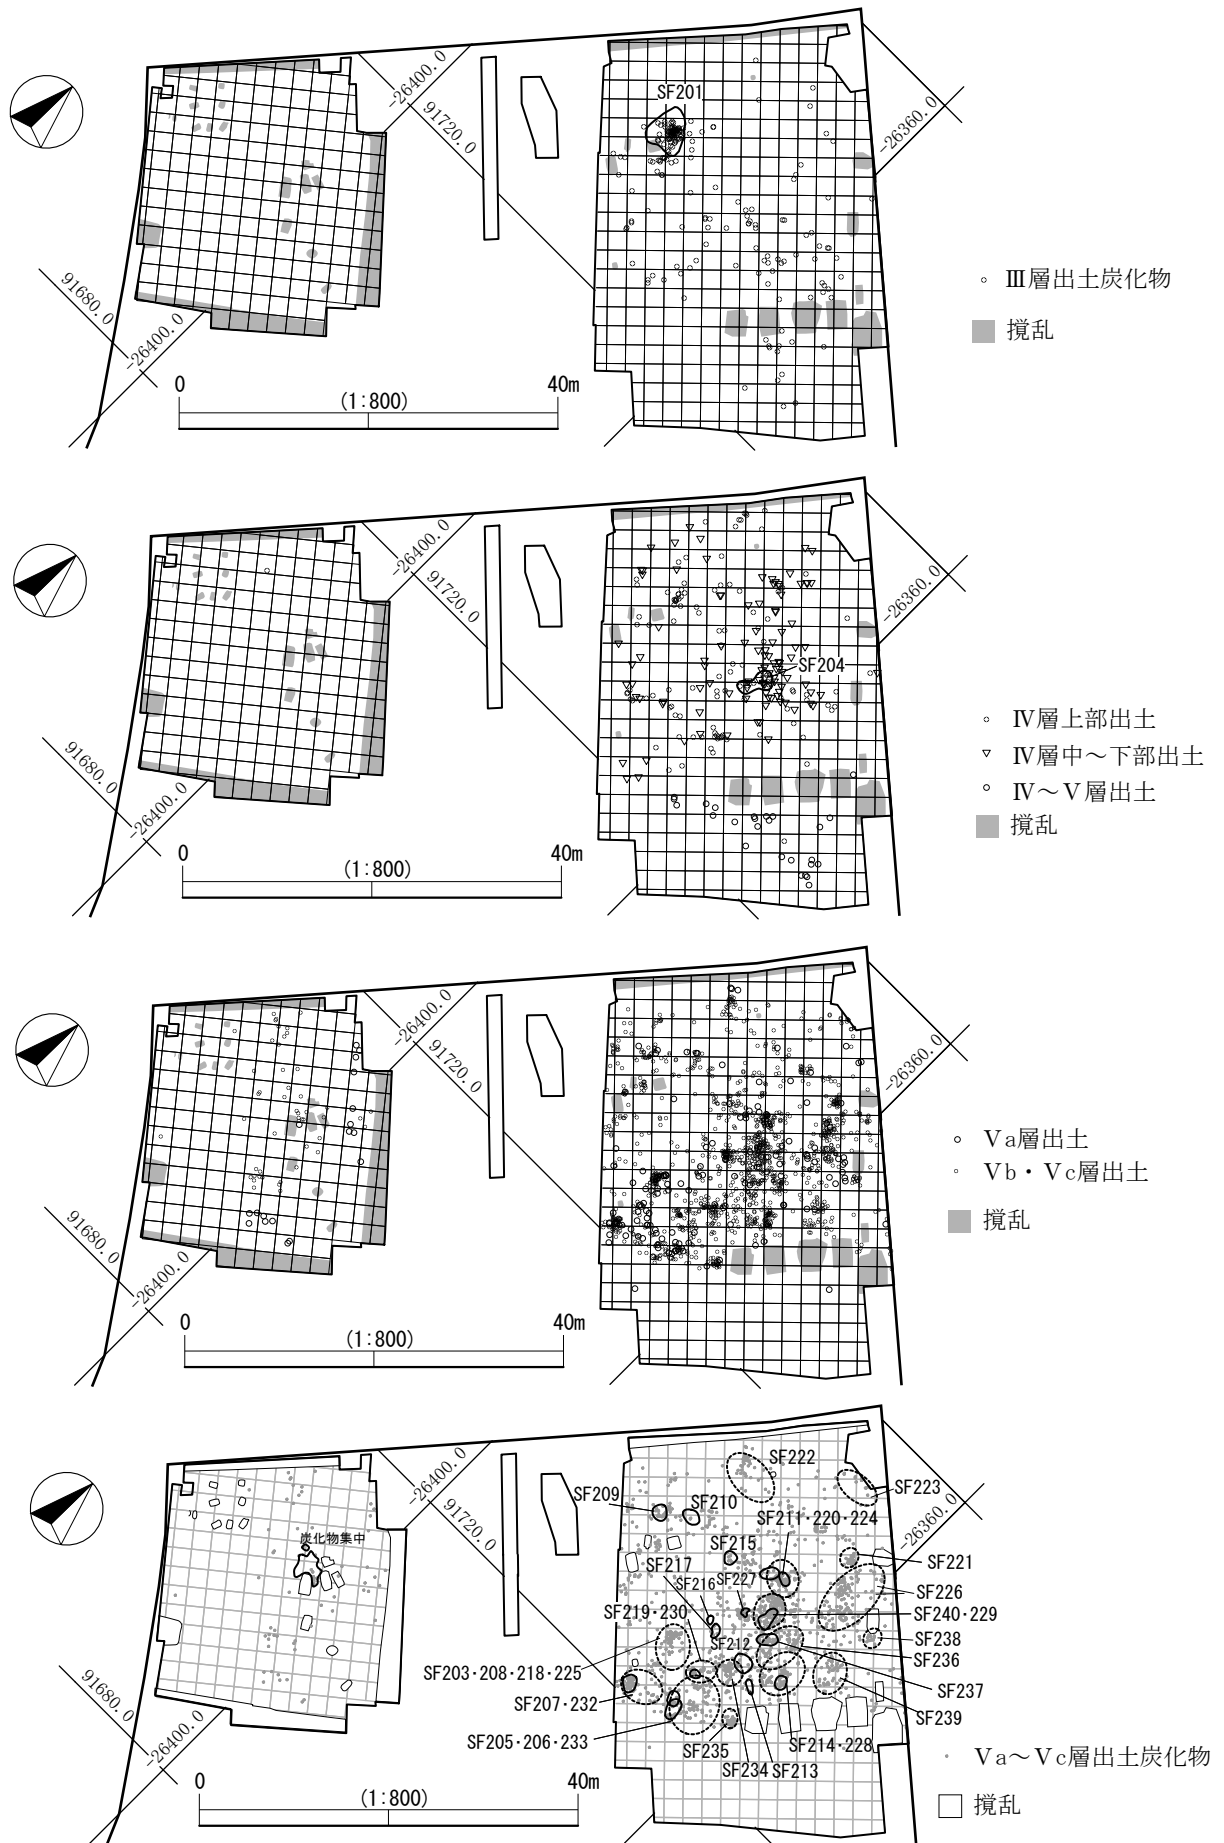 SF201
-26400.0
91720.0
-26360.0
91680.0
-26400.0
0
40m
(1:800)
Ⅲ層出土炭化物
撹乱
-26400.0
91720.0
-26360.0
SF204
91680.0
-26400.0
0
40m
(1:800)
Ⅳ層上部出土
Ⅳ層中～下部出土
Ⅳ～Ⅴ層出土
撹乱
-26400.0
91720.0
-26360.0
91680.0
-26400.0
0
40m
(1:800)
Ⅴa層出土
Ⅴb・Ⅴc層出土
撹乱
-26400.0
91720.0
-26360.0
炭化物集中
SF222
SF223
SF209
SF210
SF211・220・224
SF215
SF221
SF217
SF216
SF227
SF226
SF219・230
SF240・229
SF212
SF238
SF236
SF203・208・218・225
SF237
SF207・232
SF239
SF205・206・233
SF235
SF214・228
SF234
SF213
91680.0
-26400.0
0
40m
(1:800)
Ⅴa～Ⅴc層出土炭化物
撹乱